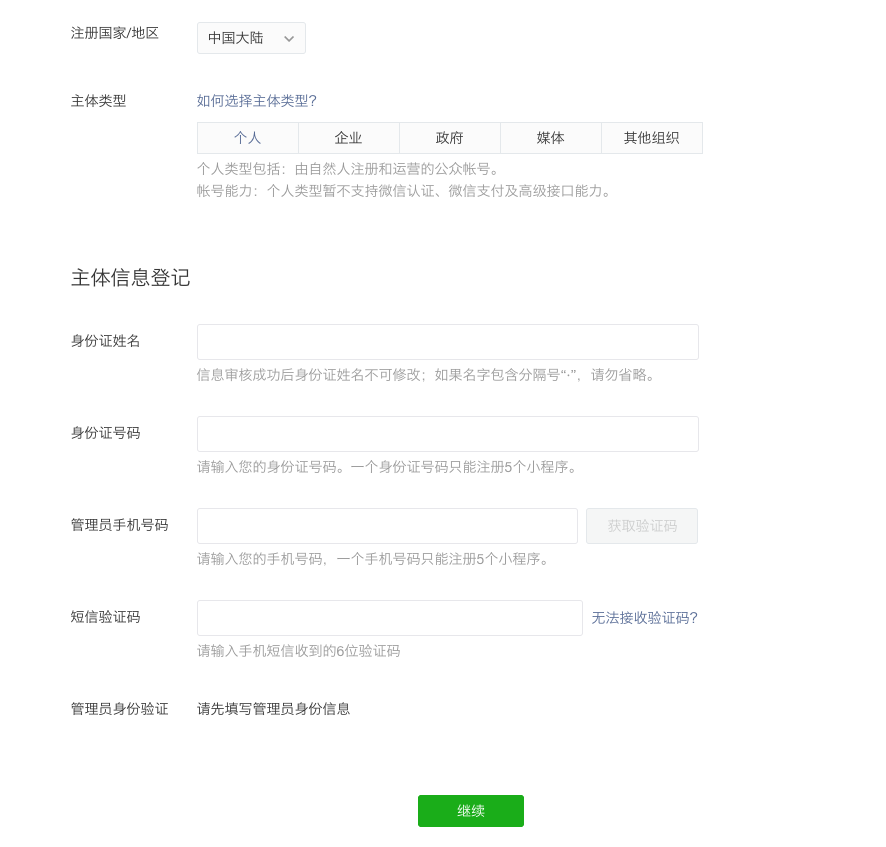 注册国家/地区
中国大陆
主体类型
如何选择主体类型?
个人 企业 政府 媒体 其他组织
个人类型包括：由自然人注册和运营的公众帐号。
帐号能力：个人类型暂不支持微信认证、微信支付及高级接口能力。
主体信息登记
身份证姓名
信息审核成功后身份证姓名不可修改；如果名字包含分隔号“·”，请勿省略。
身份证号码
请输入您的身份证号码。一个身份证号码只能注册5个小程序。
管理员手机号码
获取验证码
请输入您的手机号码，一个手机号码只能注册5个小程序。
短信验证码
无法接收验证码?
请输入手机短信收到的6位验证码
管理员身份验证
请先填写管理员身份信息
继续